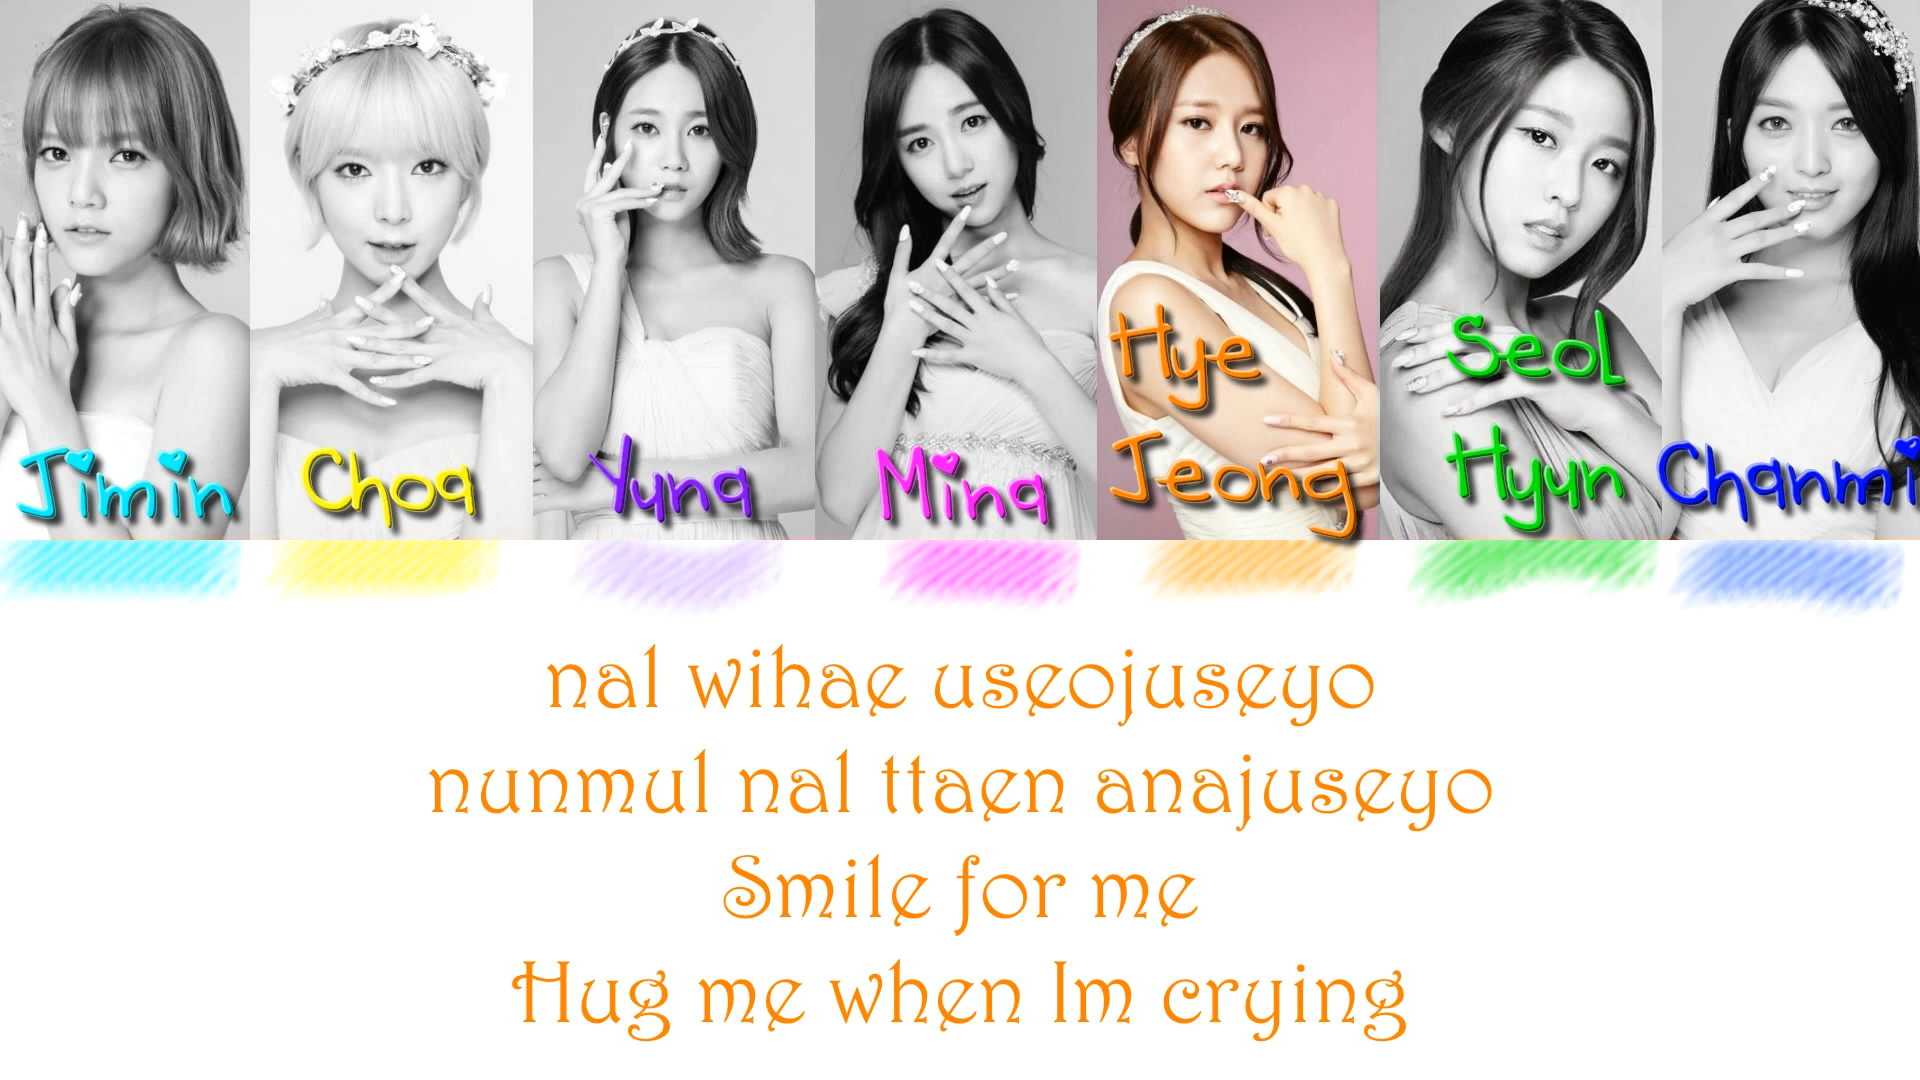 Jimin
Choa
Yuna
Mina
Hye
Jeong
Seol
Hyun
Chanmi
nal wihae useojuseyo
nunmul nal ttaen anajuseyo
Smile for me
Hug me when Im crying